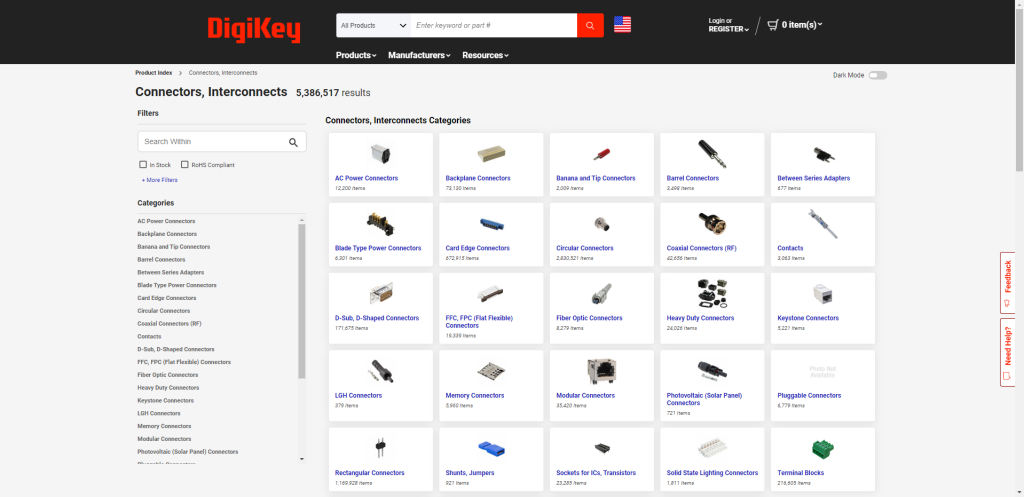 DigiKey
All Products
Enter keyword or part #
Login or
REGISTER
0 item(s)
Products
Manufacturers
Resources
Product Index > Connectors, Interconnects
Dark Mode
Connectors, Interconnects 5,386,517 results
Filters
Search Within
In Stock
RoHS Compliant
+ More Filters
Categories
AC Power Connectors
Backplane Connectors
Banana and Tip Connectors
Barrel Connectors
Between Series Adapters
Blade Type Power Connectors
Card Edge Connectors
Circular Connectors
Coaxial Connectors (RF)
Contacts
D-Sub, D-Shaped Connectors
FFC, FPC (Flat Flexible) Connectors
Fiber Optic Connectors
Heavy Duty Connectors
Keystone Connectors
LGH Connectors
Memory Connectors
Modular Connectors
Photovoltaic (Solar Panel) Connectors
Pluggable Connectors
Connectors, Interconnects Categories
AC Power Connectors
12,200 Items
Backplane Connectors
73,130 Items
Banana and Tip Connectors
2,009 Items
Barrel Connectors
3,498 Items
Between Series Adapters
677 Items
Blade Type Power Connectors
6,301 Items
Card Edge Connectors
672,915 Items
Circular Connectors
2,830,521 Items
Coaxial Connectors (RF)
42,656 Items
Contacts
3,063 Items
D-Sub, D-Shaped Connectors
171,675 Items
FFC, FPC (Flat Flexible)
Connectors
19,339 Items
Fiber Optic Connectors
8,279 Items
Heavy Duty Connectors
24,026 Items
Keystone Connectors
5,221 Items
LGH Connectors
379 Items
Memory Connectors
5,960 Items
Modular Connectors
35,420 Items
Photovoltaic (Solar Panel)
Connectors
721 Items
Photo Not
Available
Pluggable Connectors
6,779 Items
Rectangular Connectors
1,169,928 Items
Shunts, Jumpers
921 Items
Sockets for ICs, Transistors
23,285 Items
Solid State Lighting Connectors
1,811 Items
Terminal Blocks
216,605 Items
Feedback
Need Help?